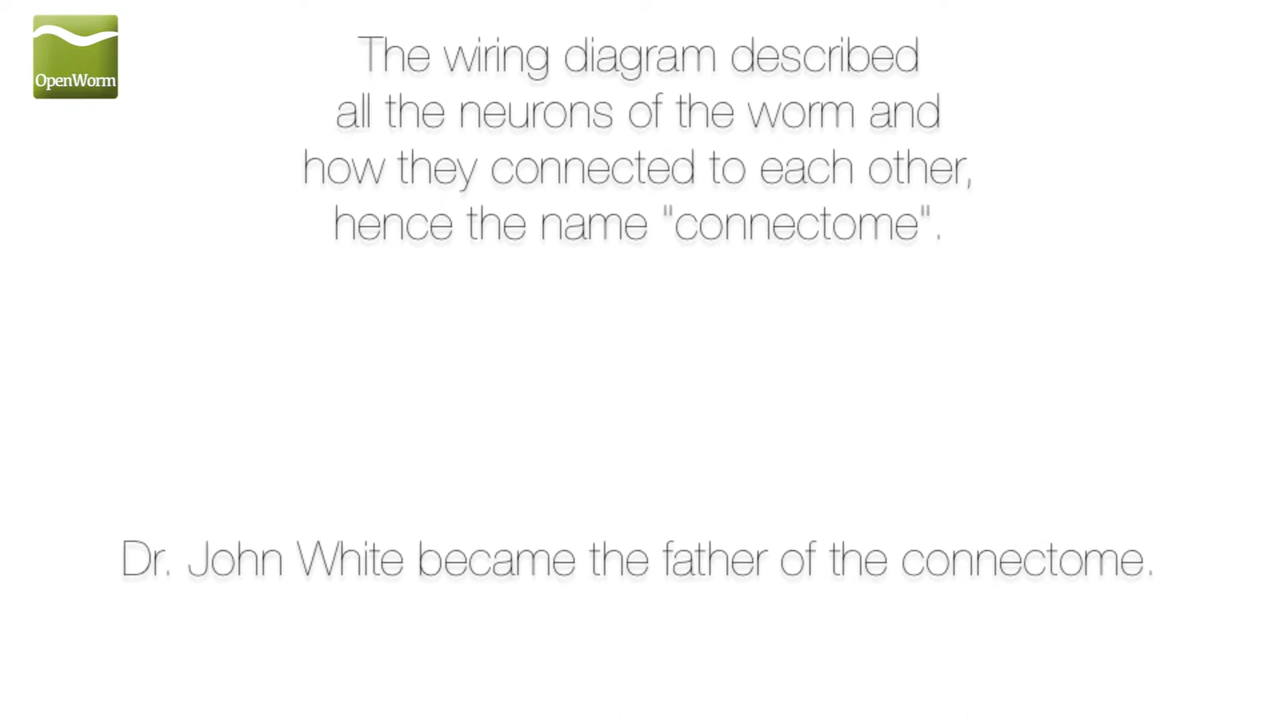 OpenWorm
The wiring diagram described
all the neurons of the worm and
how they connected to each other,
hence the name "connectome".
Dr. John White became the father of the connectome.